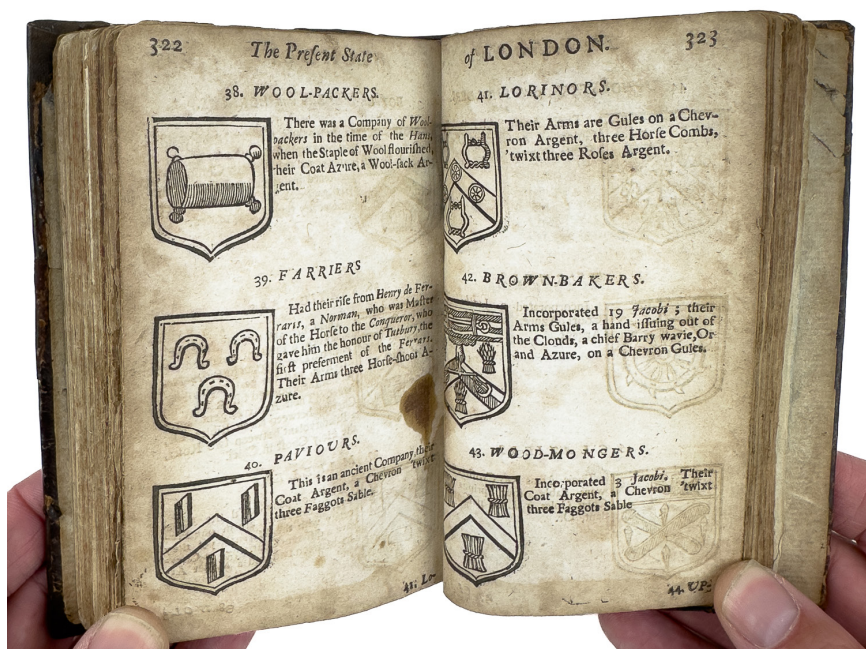 322
The Preſent State
38. WOOL-PACKERS.
There was a Company of Wool-
packers in the time of the Hans,
when the Staple of Wool flouriſhed,
their Coat Azure, a Wool-ſack Ar-
gent.
39. FARRIERS
Had their riſe from Henry de Fer-
raris, a Norman, who was Maſter
of the Horſe to the Conqueror, who
gave him the honour of Tutbury, the
firſt preferment of the Ferrars.
Their Arms three Horſe-ſhoos A-
zure.
40. PAVIOURS.
This is an ancient Company, their
Coat Argent, a Chevron 'twixt
three Faggots Sable.
41. Lo-
of LONDON.
323
41. LORINORS.
Their Arms are Gules on a Chev-
ron Argent, three Horſe Combs,
'twixt three Roſes Argent.
42. BROWN-BAKERS.
Incorporated 19 Jacobi; their
Arms Gules, a hand iſſuing out of
the Clouds, a chief Barry wavie, Or
and Azure, on a Chevron Gules.
43. WOOD-MONGERS.
Incorporated 3 Jacobi. Their
Coat Argent, a Chevron 'twixt
three Faggots Sable
44. UP-